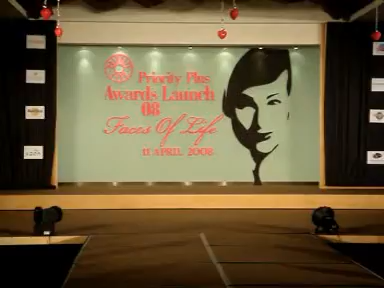 Priority Plus
Awards Launch
08
Faces Of Life
11 APRIL 2008